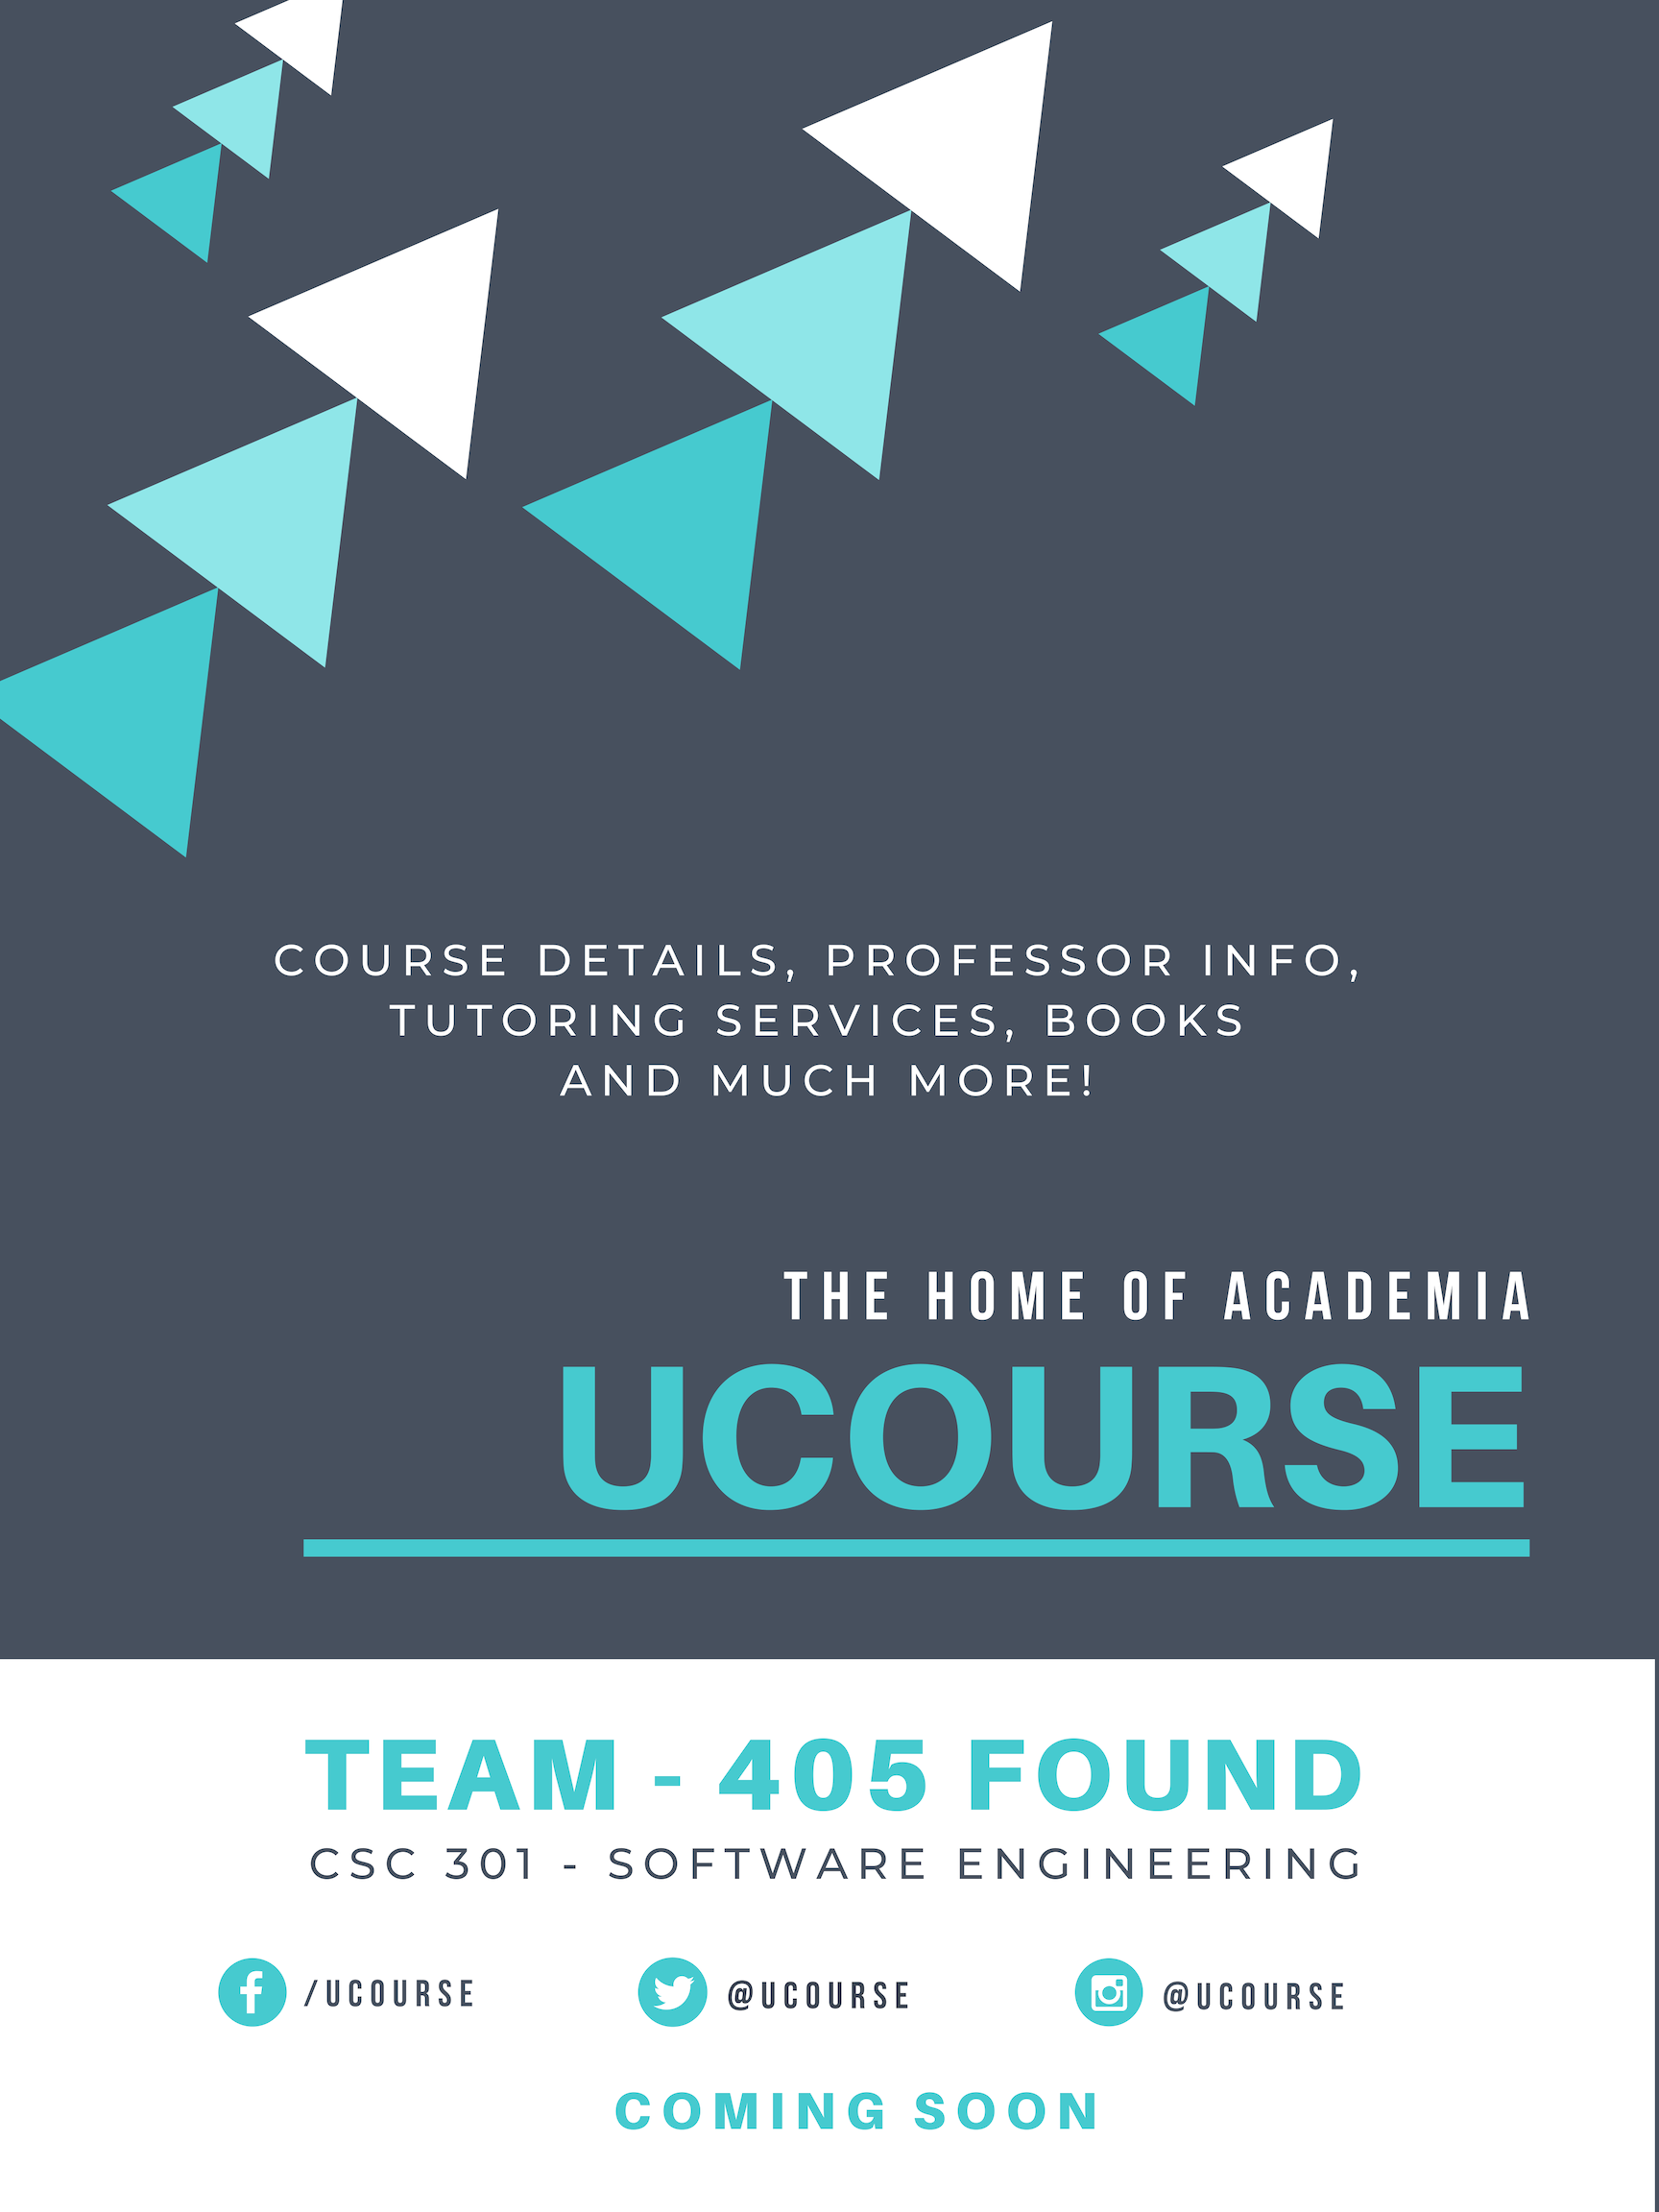 COURSE DETAILS, PROFESSOR INFO,
TUTORING SERVICES, BOOKS
AND MUCH MORE!
THE HOME OF ACADEMIA
UCOURSE
TEAM - 405 FOUND
CSC 301 - SOFTWARE ENGINEERING
/UCOURSE
@UCOURSE
@UCOURSE
COMING SOON